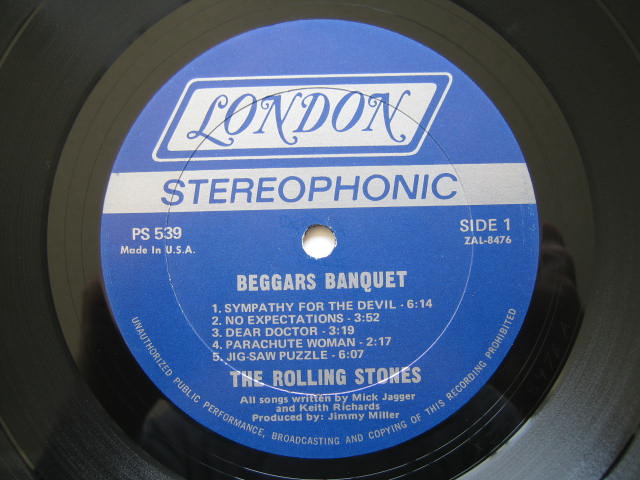 LONDON
STEREOPHONIC
PS 539
Made in U.S.A.
SIDE 1
ZAL-8476
BEGGARS BANQUET
1. SYMPATHY FOR THE DEVIL - 6:14
2. NO EXPECTATIONS - 3:52
3. DEAR DOCTOR - 3:19
4. PARACHUTE WOMAN - 2:17
5. JIG-SAW PUZZLE - 6:07
THE ROLLING STONES
All songs written by Mick Jagger
and Keith Richards
Produced by: Jimmy Miller
UNAUTHORIZED PUBLIC PERFORMANCE, BROADCASTING AND COPYING OF THIS RECORDING PROHIBITED